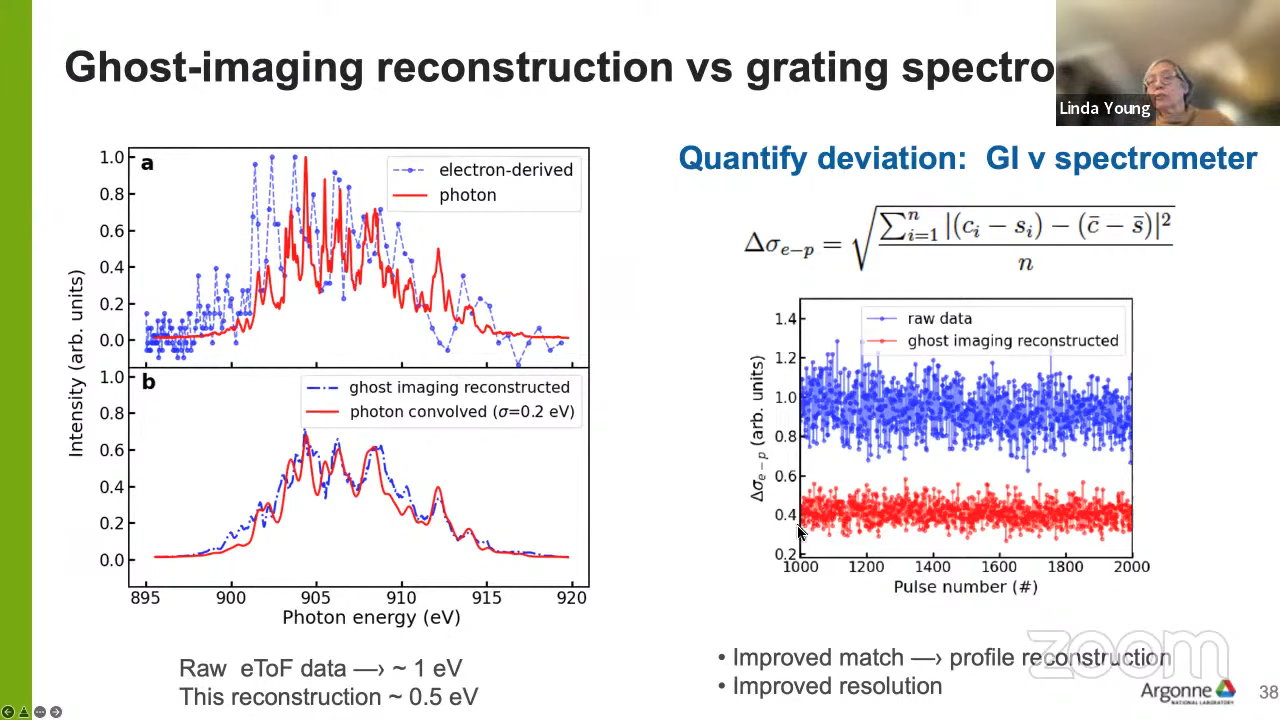 Ghost-imaging reconstruction vs grating spectro
Linda Young
a
electron-derived
photon
1.0
0.8
0.6
0.4
0.2
0.0
b
ghost imaging reconstructed
photon convolved (σ=0.2 eV)
1.0
0.8
0.6
0.4
0.2
0.0
Intensity (arb. units)
895 900 905 910 915 920
Photon energy (eV)
Raw eToF data —› ~ 1 eV
This reconstruction ~ 0.5 eV
Quantify deviation: GI v spectrometer
Δσₑ₋ₚ = √(∑ⁿᵢ₌₁ |(cᵢ − sᵢ) − (c̄ − s̄)|² / n)
raw data
ghost imaging reconstructed
1.4
1.2
1.0
0.8
0.6
0.4
0.2
Δσₑ₋ₚ (arb. units)
1000 1200 1400 1600 1800 2000
Pulse number (#)
• Improved match —› profile reconstruction
• Improved resolution
zoom
Argonne
NATIONAL LABORATORY
38